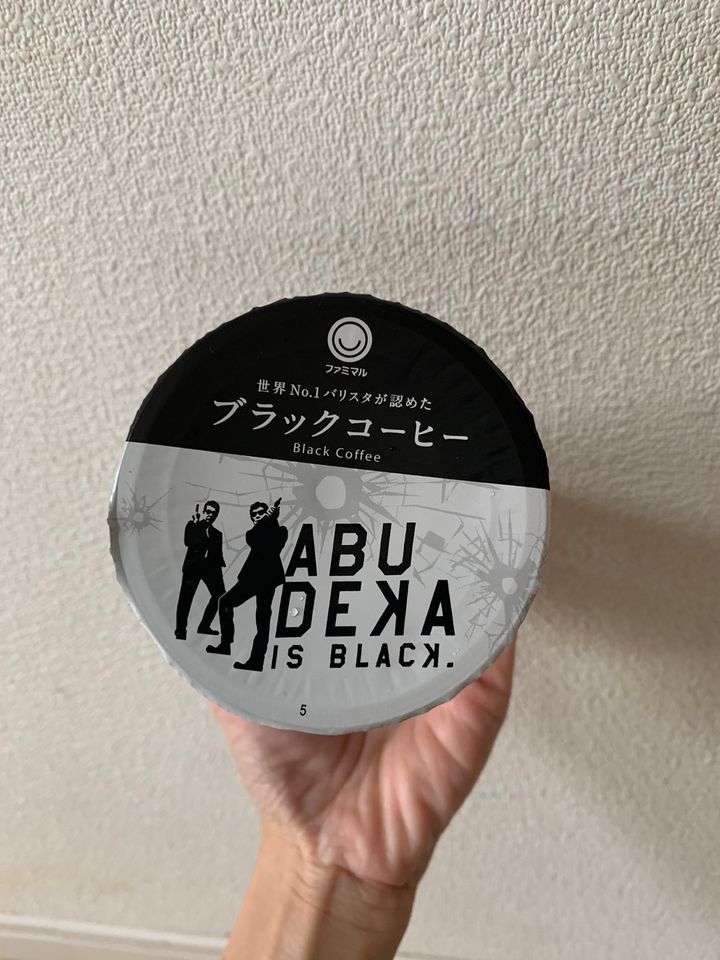 ファミマル
世界No.1バリスタが認めた
ブラックコーヒー
Black Coffee
ABU
DEKA
IS BLACK.
5